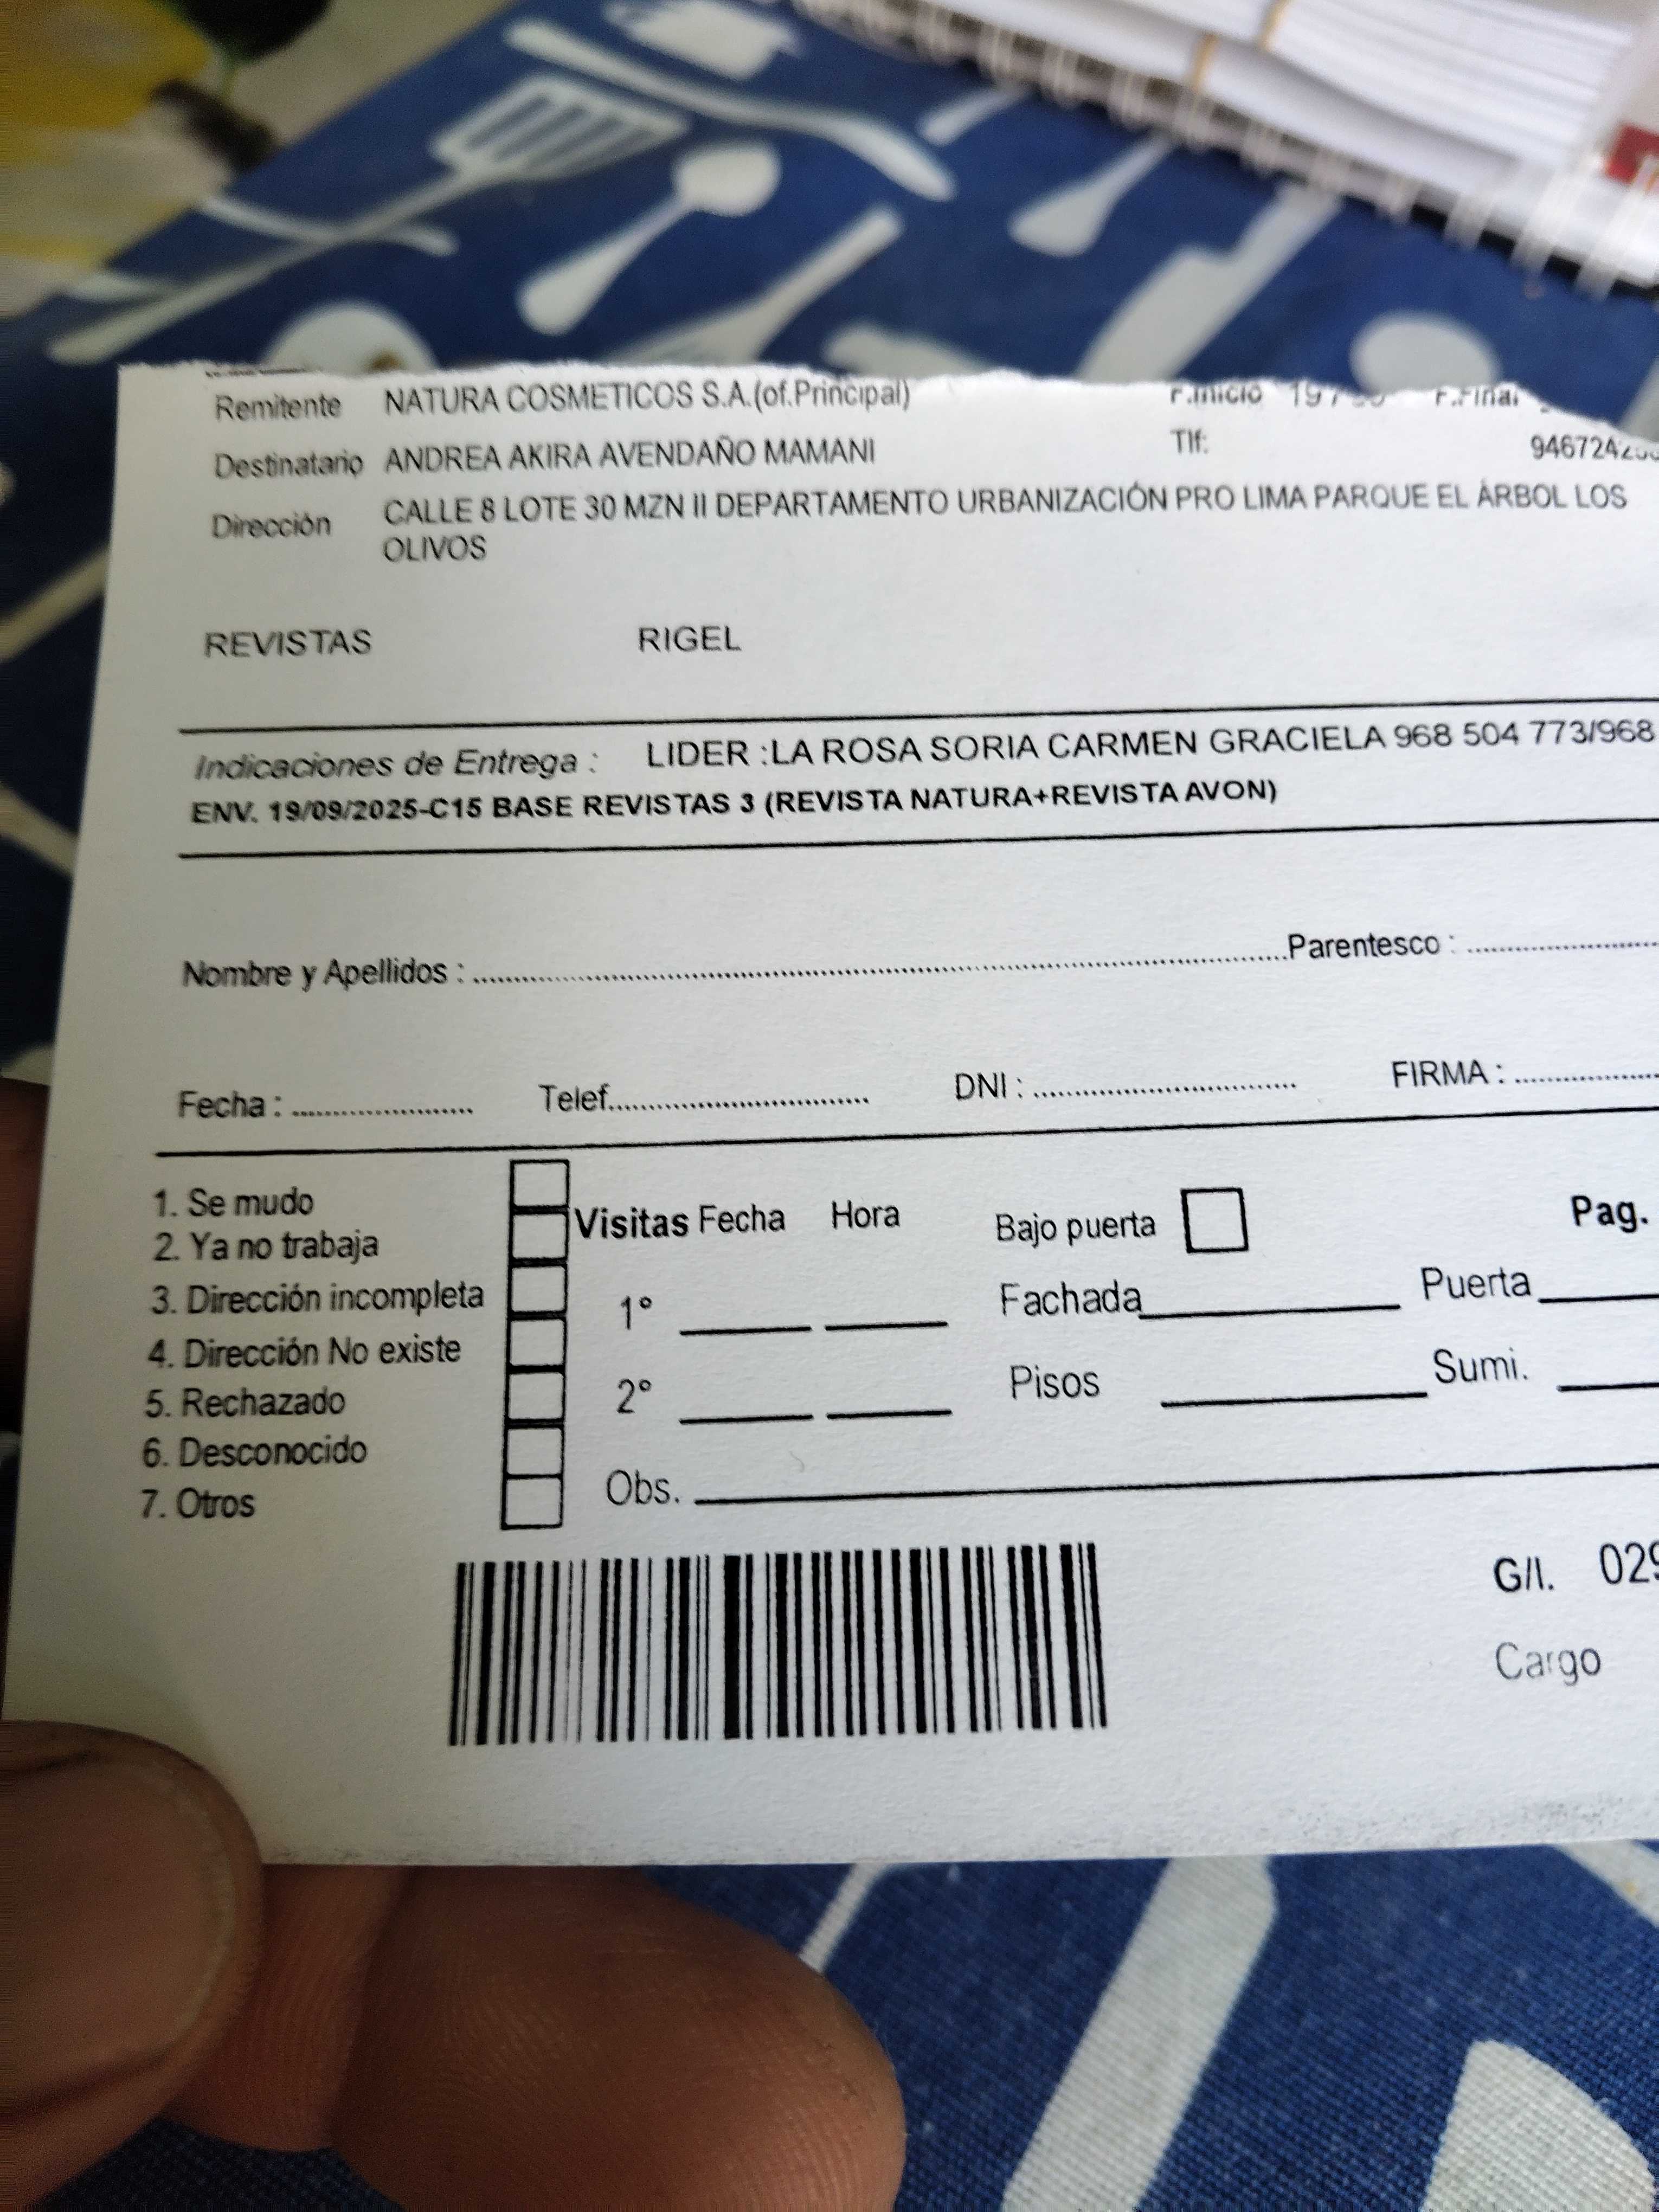 Remitente NATURA COSMETICOS S.A.(of.Principal) F.Inicio F.Final
Destinatario ANDREA AKIRA AVENDAÑO MAMANI Tlf:
Dirección CALLE 8 LOTE 30 MZN II DEPARTAMENTO URBANIZACIÓN PRO LIMA PARQUE EL ÁRBOL LOS
OLIVOS
REVISTAS RIGEL
Indicaciones de Entrega : LIDER :LA ROSA SORIA CARMEN GRACIELA 968 504 773/968
ENV. 19/09/2025-C15 BASE REVISTAS 3 (REVISTA NATURA+REVISTA AVON)
Nombre y Apellidos : Parentesco :
Fecha : Telef. DNI : FIRMA :
1. Se mudo
2. Ya no trabaja
3. Dirección incompleta
4. Dirección No existe
5. Rechazado
6. Desconocido
7. Otros
Visitas Fecha Hora
1°
2°
Obs.
Bajo puerta
Fachada Puerta
Pisos Sumi.
Pag.
G/I. 029
Cargo